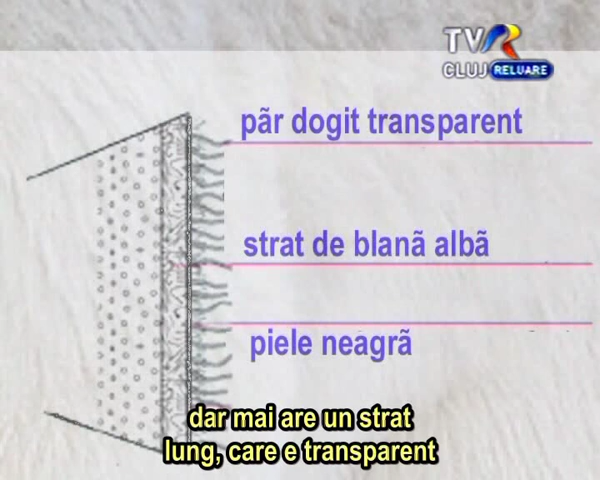 TVR
CLUJ RELUARE
pãr dogit transparent
strat de blanã albã
piele neagrã
dar mai are un strat
lung, care e transparent